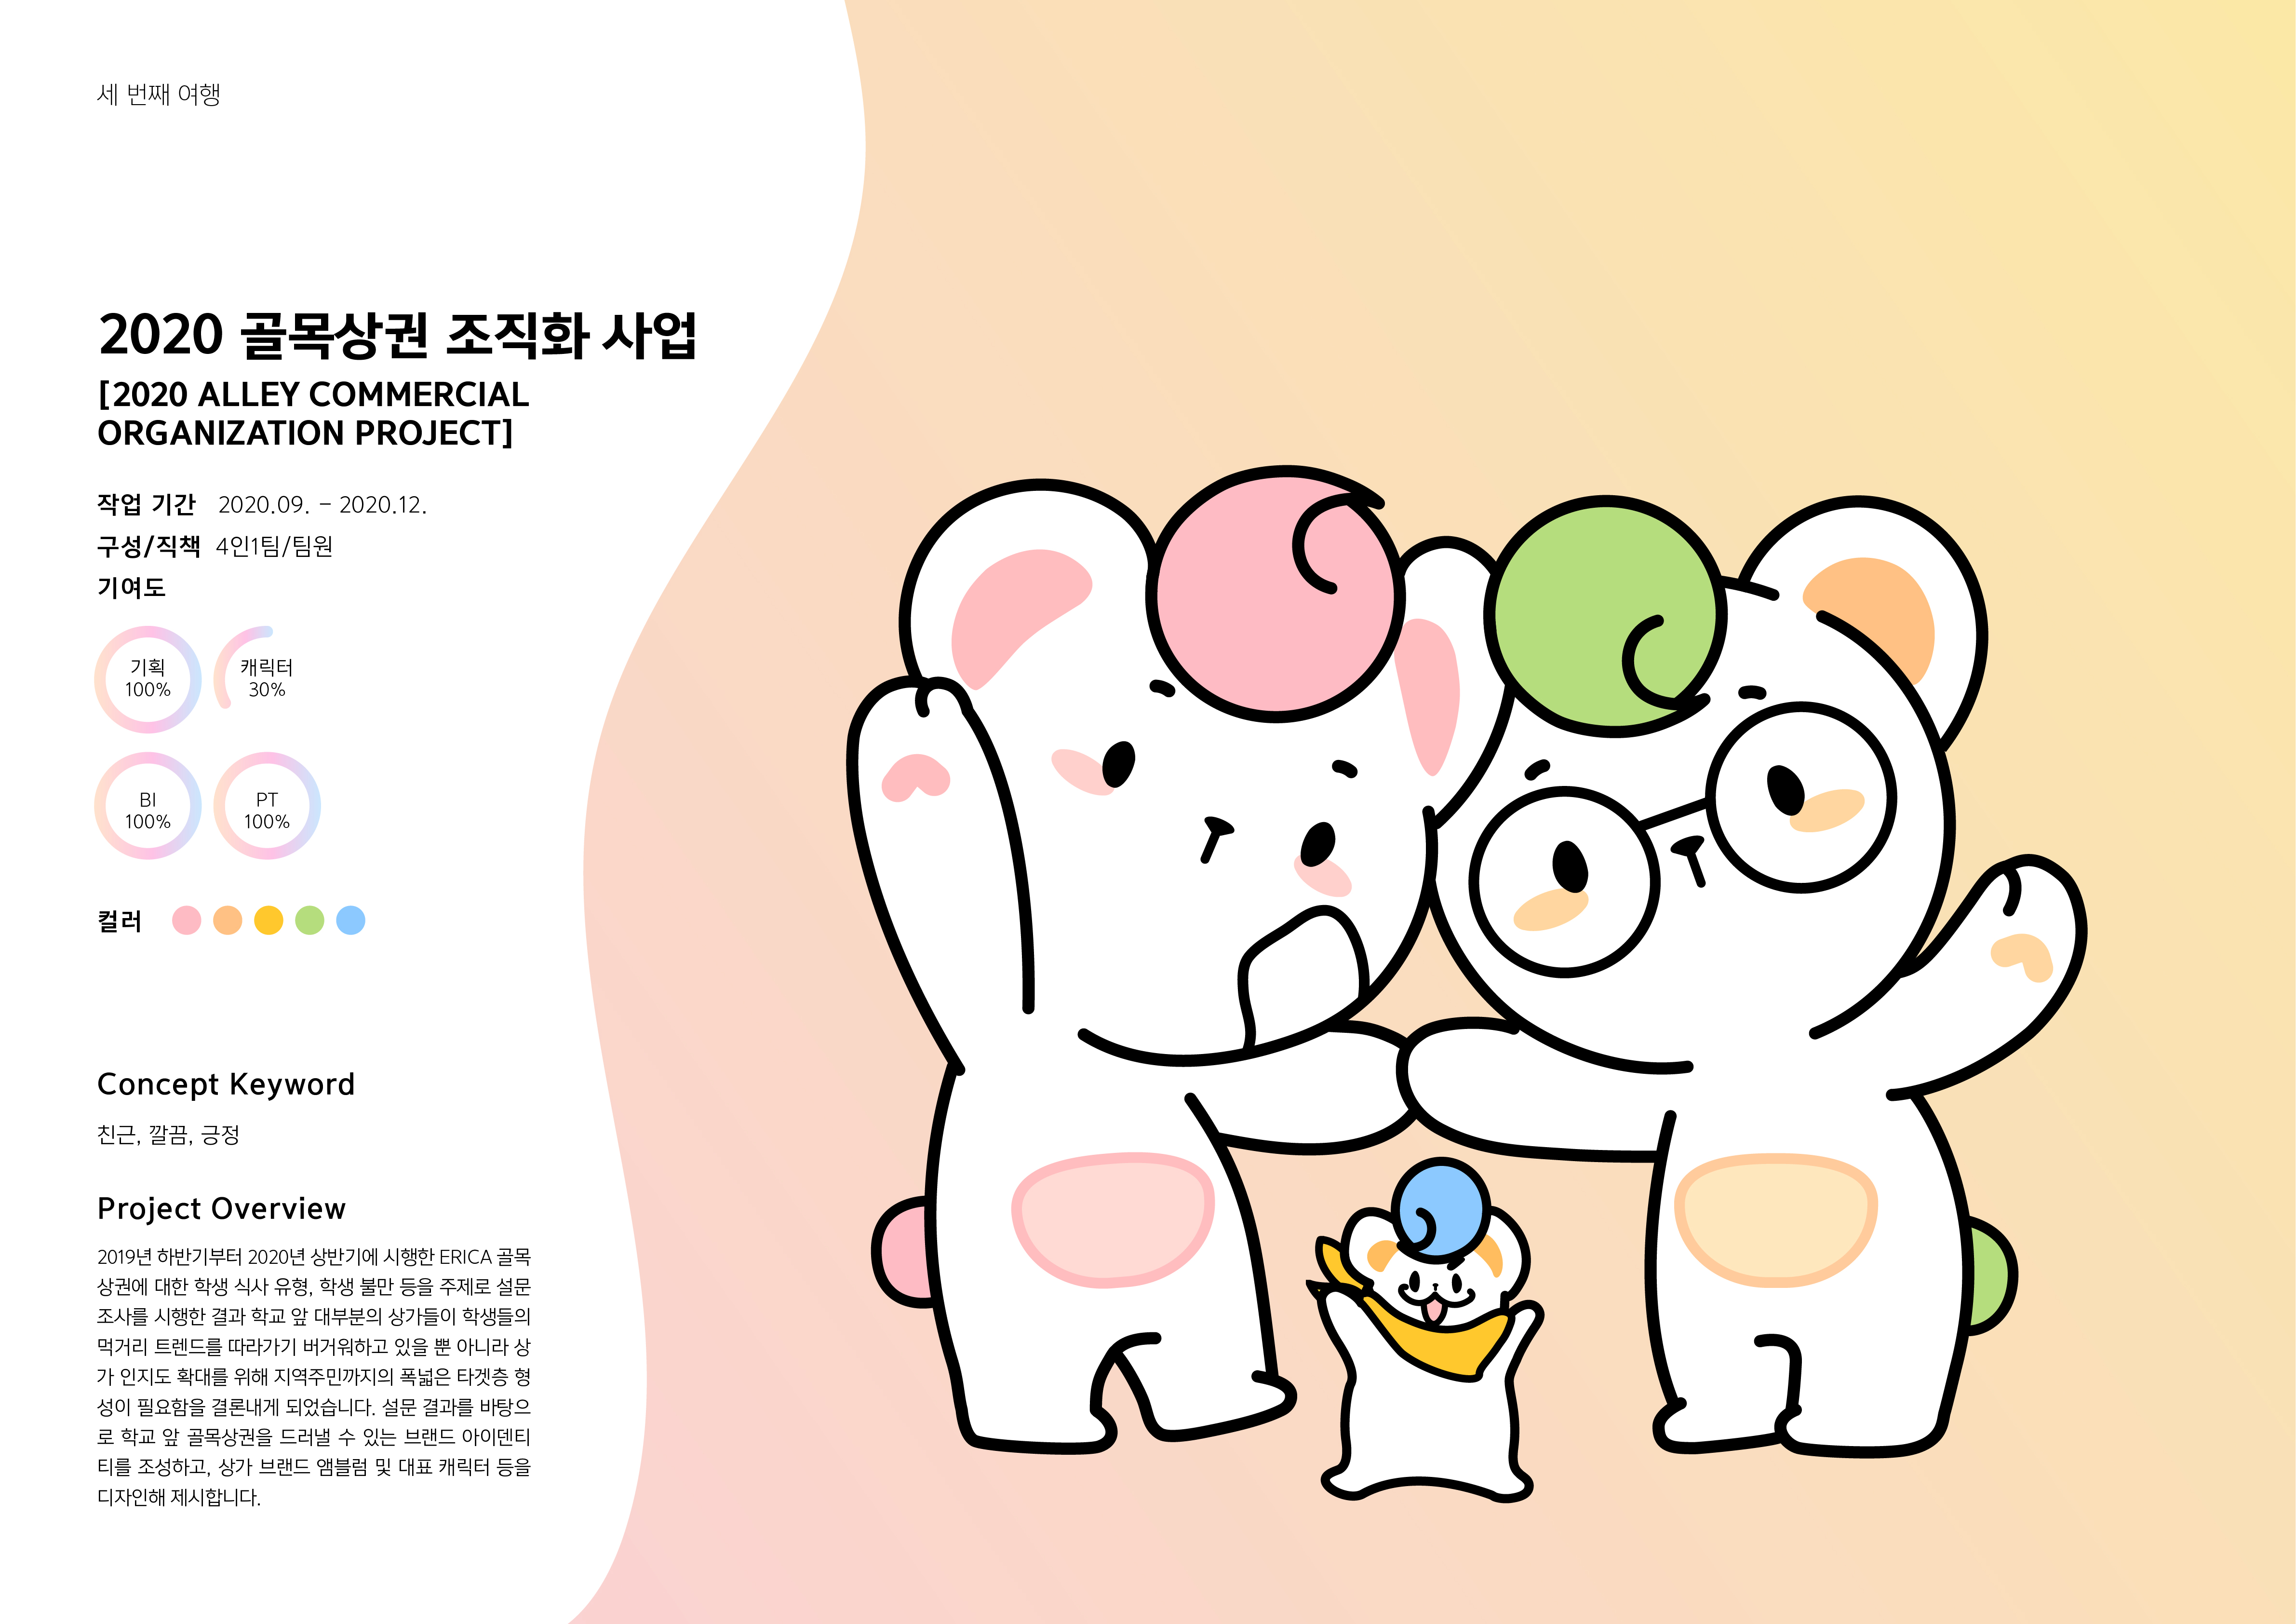 세 번째 여행
2020 골목상권 조직화 사업
[2020 ALLEY COMMERCIAL
ORGANIZATION PROJECT]
작업 기간 2020.09. – 2020.12.
구성/직책 4인1팀/팀원
기여도
기획
100%
캐릭터
30%
BI
100%
PT
100%
컬러
Concept Keyword
친근, 깔끔, 긍정
Project Overview
2019년 하반기부터 2020년 상반기에 시행한 ERICA 골목
상권에 대한 학생 식사 유형, 학생 불만 등을 주제로 설문
조사를 시행한 결과 학교 앞 대부분의 상가들이 학생들의
먹거리 트렌드를 따라가기 버거워하고 있을 뿐 아니라 상
가 인지도 확대를 위해 지역주민까지의 폭넓은 타겟층 형
성이 필요함을 결론내게 되었습니다. 설문 결과를 바탕으
로 학교 앞 골목상권을 드러낼 수 있는 브랜드 아이덴티
티를 조성하고, 상가 브랜드 앰블럼 및 대표 캐릭터 등을
디자인해 제시합니다.